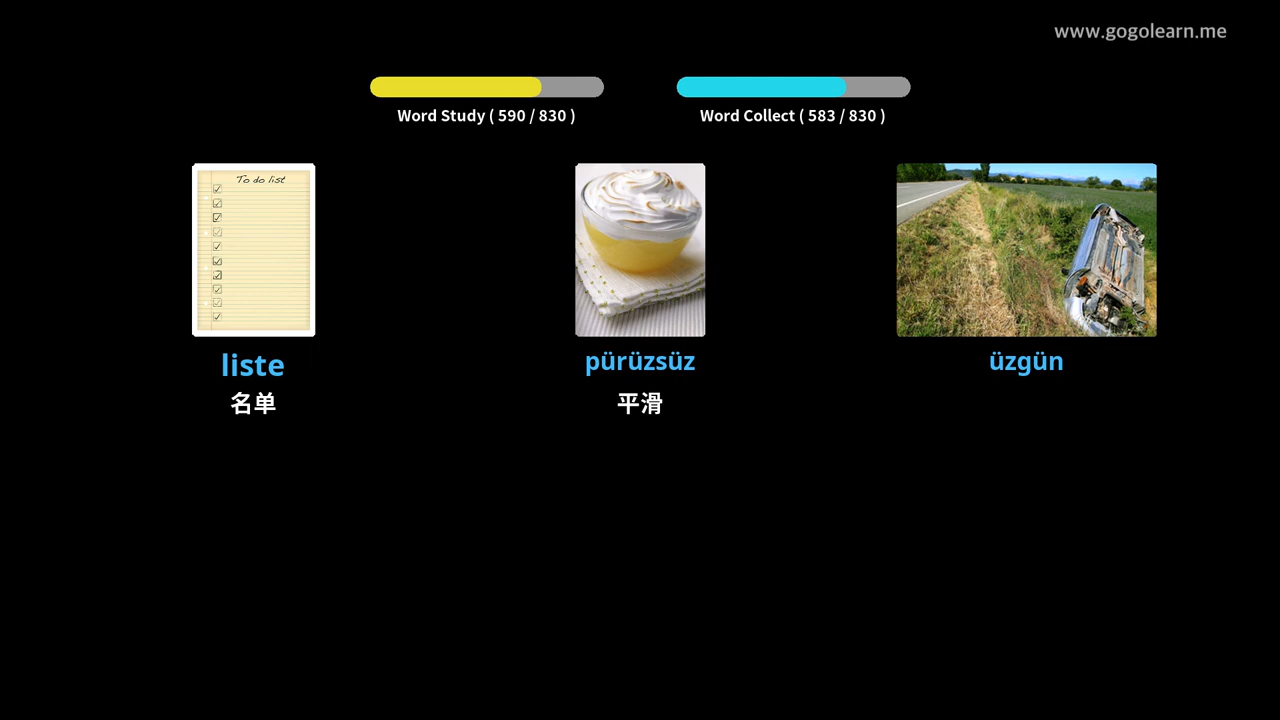 www.gogolearn.me
Word Study ( 590 / 830 )
Word Collect ( 583 / 830 )
To do list
liste
pürüzsüz
üzgün
名单
平滑